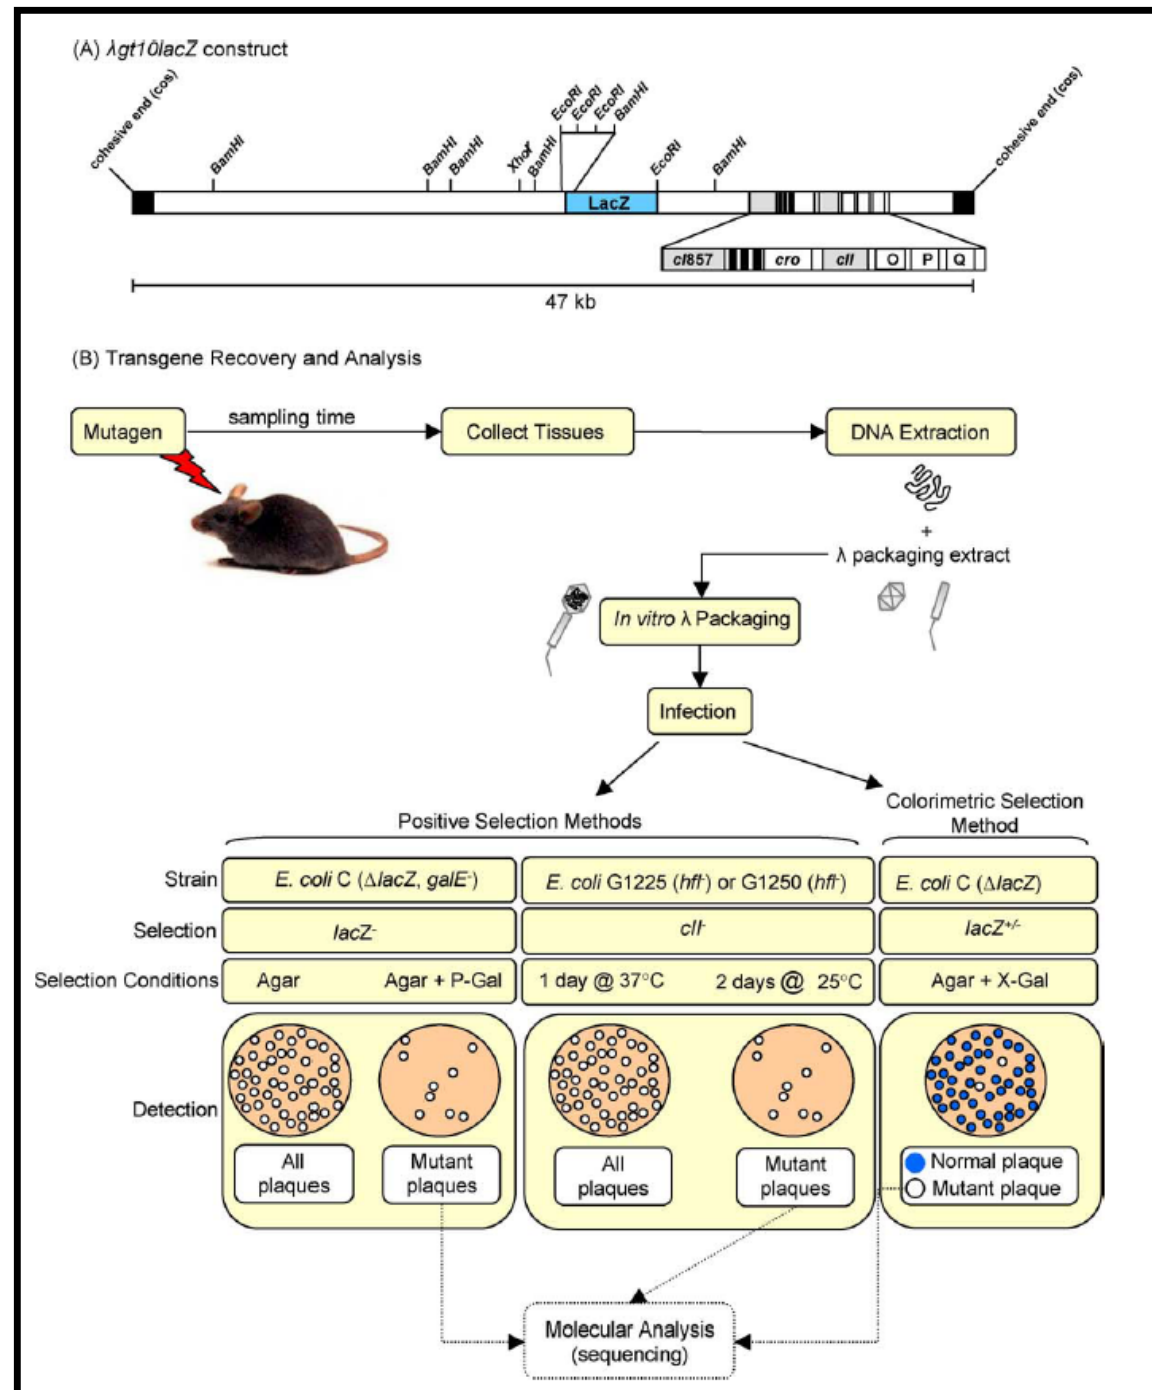 (A) λgt10lacZ construct
cohesive end (cos)
BamHI
BamHI
BamHI
XhoI
BamHI
EcoRI
EcoRI
EcoRI
BamHI
EcoRI
BamHI
cohesive end (cos)
LacZ
cI857
cro
cII
O
P
Q
47 kb
(B) Transgene Recovery and Analysis
Mutagen
sampling time
Collect Tissues
DNA Extraction
+
λ packaging extract
In vitro λ Packaging
Infection
Positive Selection Methods
Colorimetric Selection
Method
Strain
E. coli C (ΔlacZ, galE-)
E. coli G1225 (hfl-) or G1250 (hfl-)
E. coli C (ΔlacZ)
Selection
lacZ-
cII-
lacZ+/-
Selection Conditions
Agar
Agar + P-Gal
1 day @ 37°C
2 days @ 25°C
Agar + X-Gal
Detection
All
plaques
Mutant
plaques
All
plaques
Mutant
plaques
Normal plaque
Mutant plaque
Molecular Analysis
(sequencing)